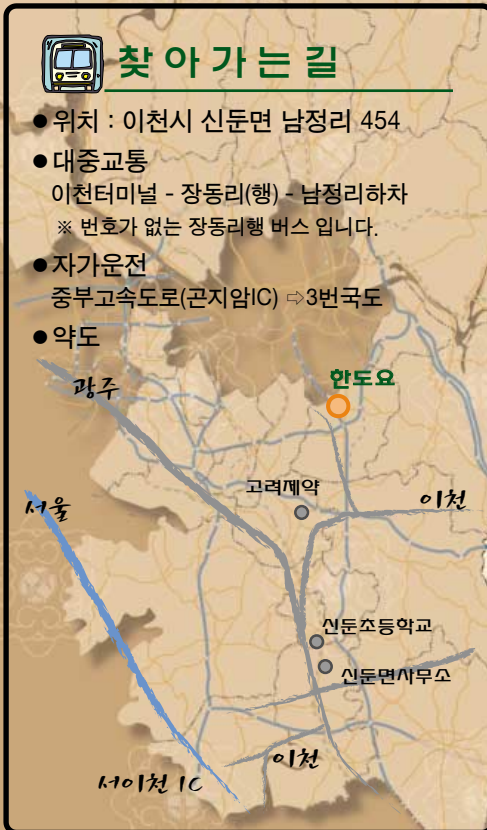 찾아가는길
●위치 : 이천시 신둔면 남정리 454
●대중교통
이천터미널 - 장동리(행) - 남정리하차
※ 번호가 없는 장동리행 버스 입니다.
●자가운전
중부고속도로(곤지암IC) ⇨3번국도
●약도
한도요
광주
고려제약
이천
서울
신둔초등학교
신둔면사무소
이천
서이천 IC